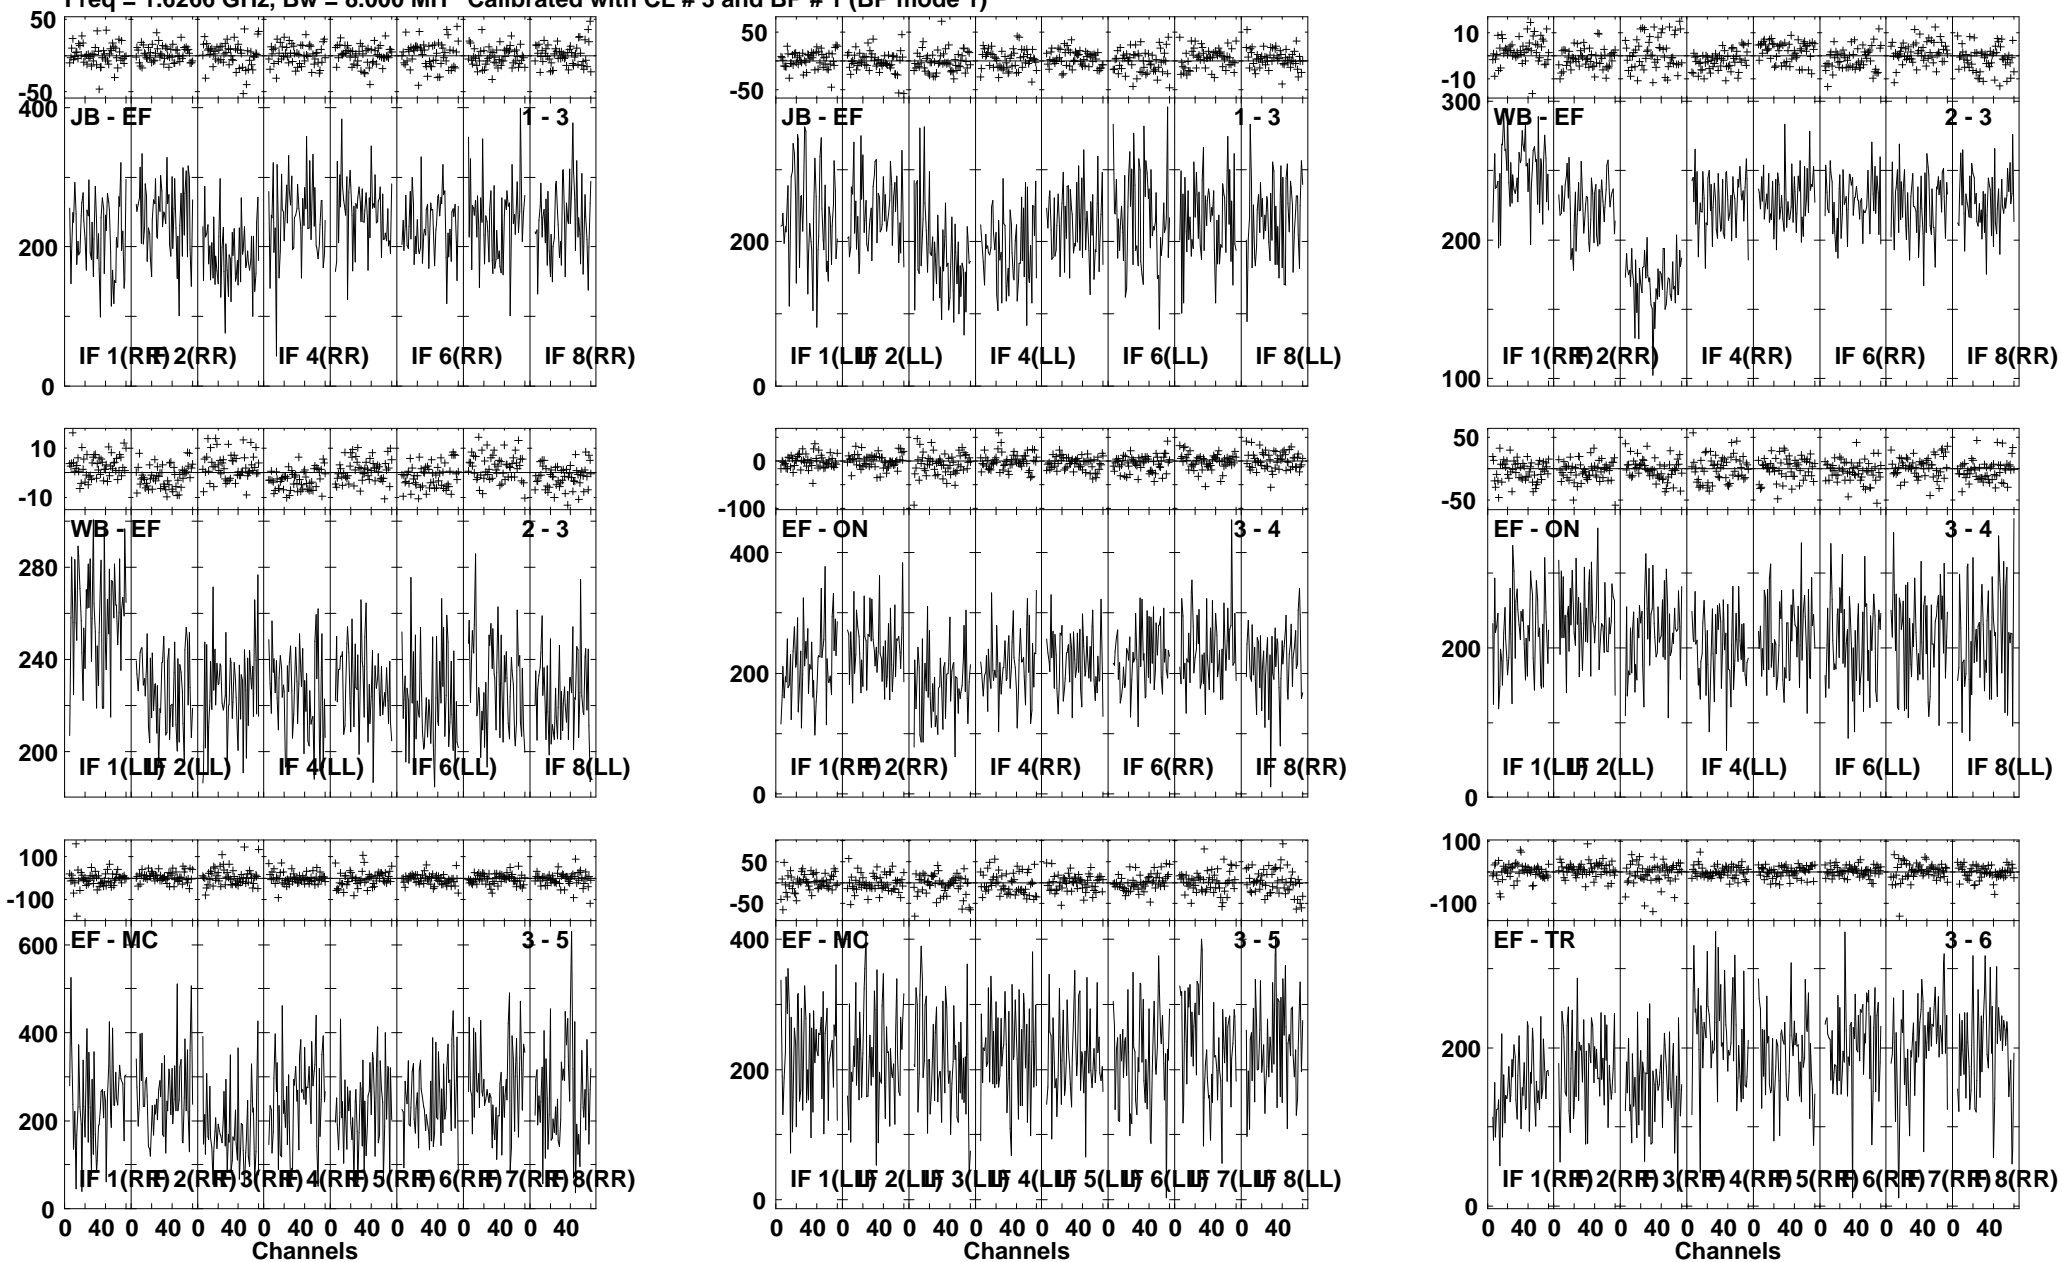 Freq = 1.6266 GHz, Bw = 8.000 MH Calibrated with CL # 3 and BP # 1 (BP mode 1)
50
-50
50
-50
10
-10
400
200
0
JB - EF 1 - 3
IF 1(RR) IF 2(RR) IF 4(RR) IF 6(RR) IF 8(RR)
200
0
JB - EF 1 - 3
IF 1(LL) IF 2(LL) IF 4(LL) IF 6(LL) IF 8(LL)
300
200
100
WB - EF 2 - 3
IF 1(RR) IF 2(RR) IF 4(RR) IF 6(RR) IF 8(RR)
10
-10
0
-100
50
-50
280
240
200
WB - EF 2 - 3
IF 1(LL) IF 2(LL) IF 4(LL) IF 6(LL) IF 8(LL)
400
200
0
EF - ON 3 - 4
IF 1(RR) IF 2(RR) IF 4(RR) IF 6(RR) IF 8(RR)
200
0
EF - ON 3 - 4
IF 1(LL) IF 2(LL) IF 4(LL) IF 6(LL) IF 8(LL)
100
-100
50
-50
100
-100
600
400
200
0
EF - MC 3 - 5
IF 1(RR) IF 2(RR) IF 3(RR) IF 4(RR) IF 5(RR) IF 6(RR) IF 7(RR) IF 8(RR)
0 40 0 40 0 40 0 40 0 40 0 40 0 40 0 40
Channels
400
200
0
EF - MC 3 - 5
IF 1(LL) IF 2(LL) IF 3(LL) IF 4(LL) IF 5(LL) IF 6(LL) IF 7(LL) IF 8(LL)
0 40 0 40 0 40 0 40 0 40 0 40 0 40 0 40
Channels
200
0
EF - TR 3 - 6
IF 1(RR) IF 2(RR) IF 3(RR) IF 4(RR) IF 5(RR) IF 6(RR) IF 7(RR) IF 8(RR)
0 40 0 40 0 40 0 40 0 40 0 40 0 40 0 40
Channels